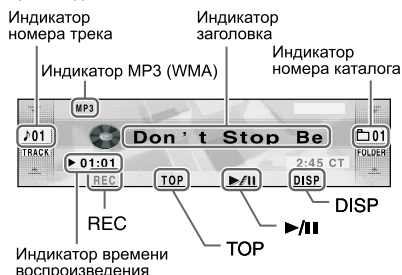 Индикатор
номера трека
Индикатор
заголовка
Индикатор MP3 (WMA)
Индикатор
номера каталога
MP3
♪01
TRACK
Don't Stop Be
01
FOLDER
▶ 01:01
2:45 CT
REC
TOP
▶/II
DISP
REC
TOP
▶/II
DISP
Индикатор времени
воспроизведения